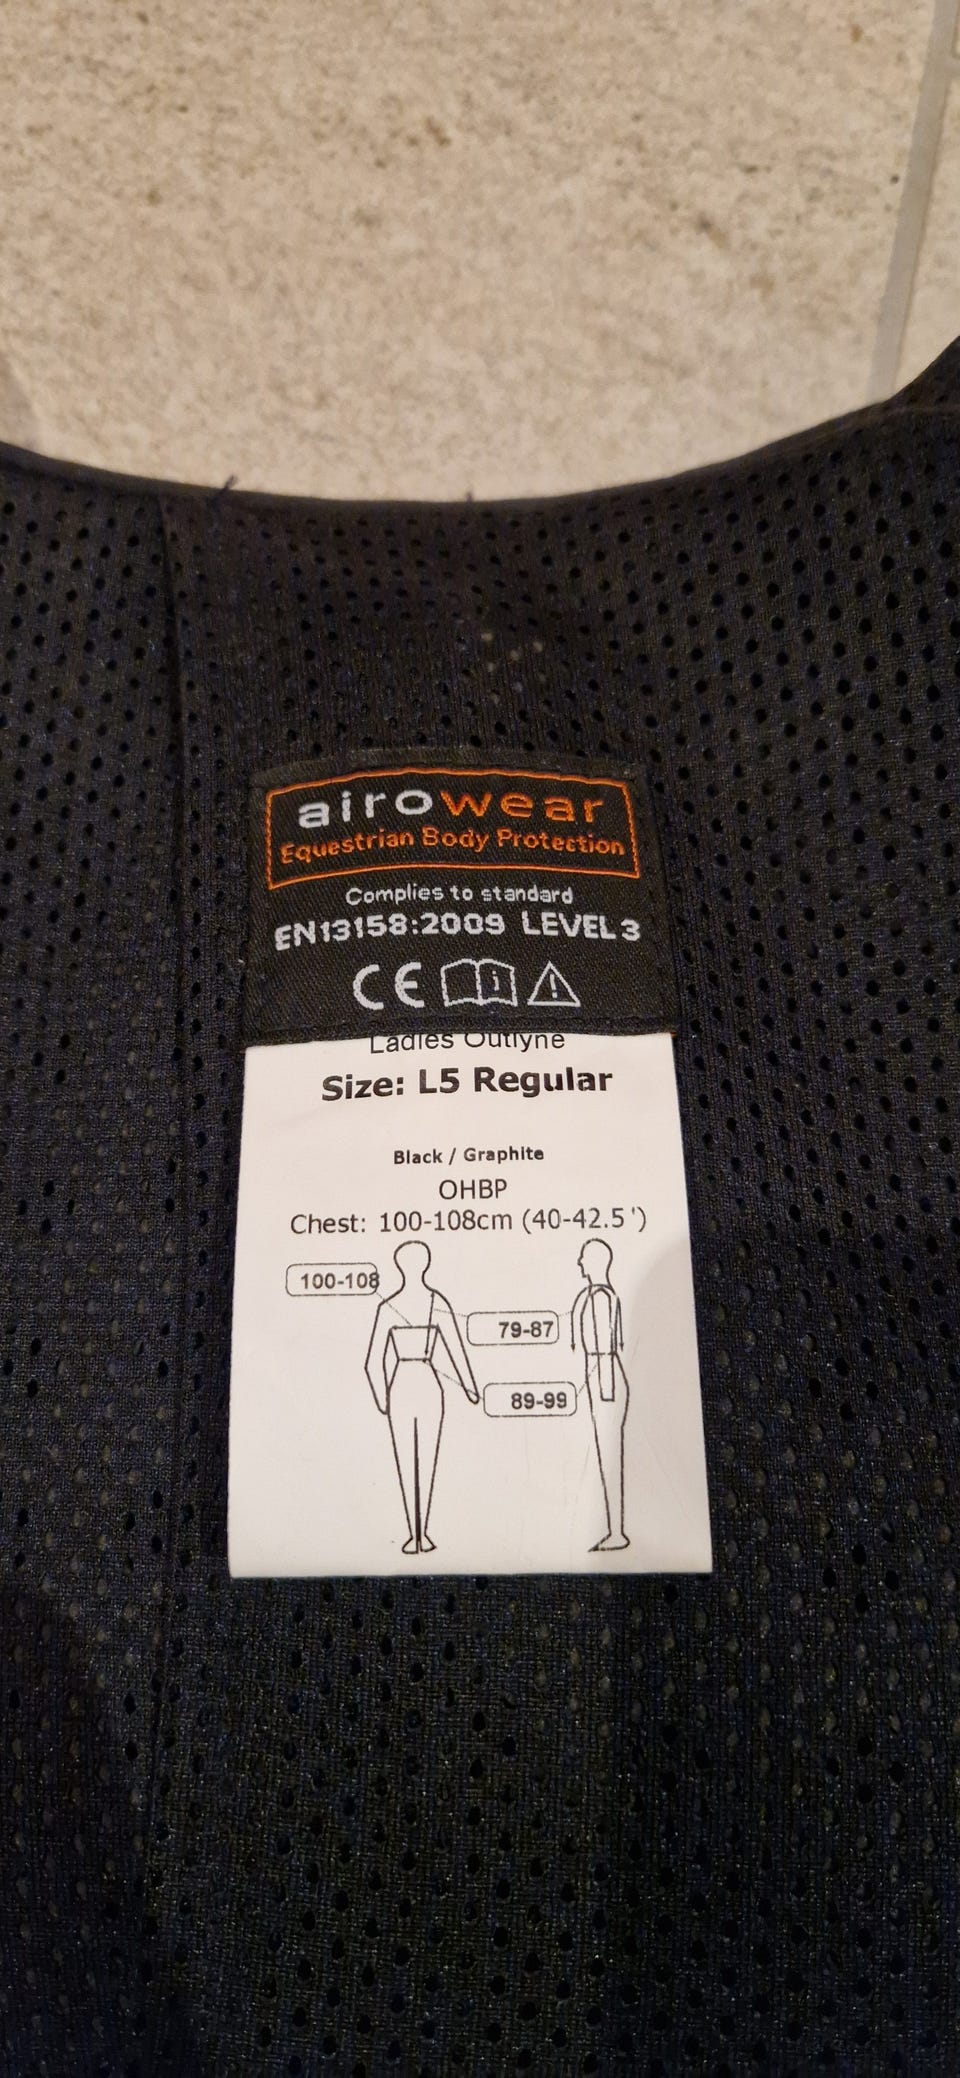 airowear
Equestrian Body Protection
Complies to standard
EN13158:2009 LEVEL 3
CE i !
Ladies Outlyne
Size: L5 Regular
Black / Graphite
OHBP
Chest: 100-108cm (40-42.5')
100-108
79-87
89-99